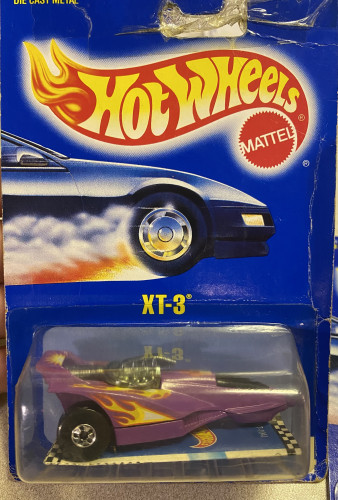 DIE CAST METAL
HOT WHEELS®
MATTEL
®
XT-3®